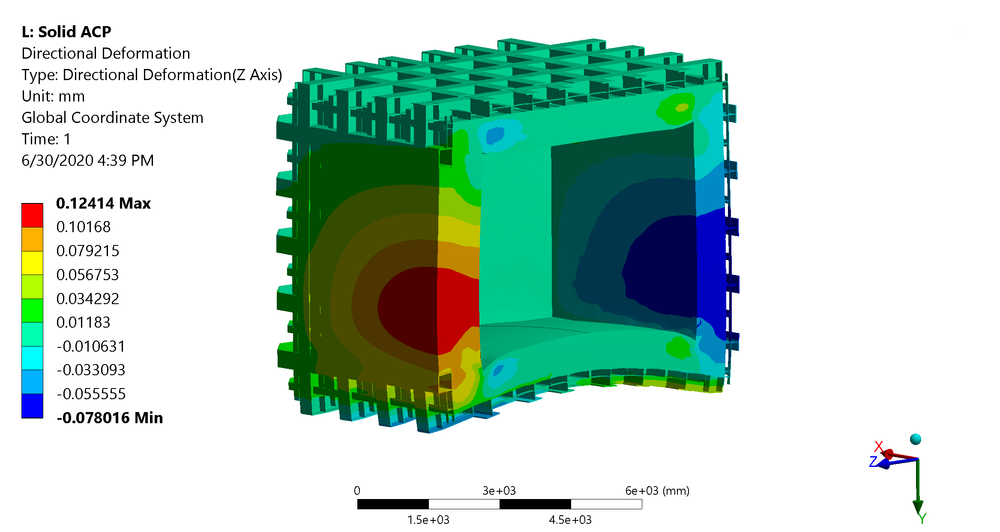 L: Solid ACP
Directional Deformation
Type: Directional Deformation(Z Axis)
Unit: mm
Global Coordinate System
Time: 1
6/30/2020 4:39 PM
0.12414 Max
0.10168
0.079215
0.056753
0.034292
0.01183
-0.010631
-0.033093
-0.055555
-0.078016 Min
X
Z
Y
0 3e+03 6e+03 (mm)
1.5e+03 4.5e+03